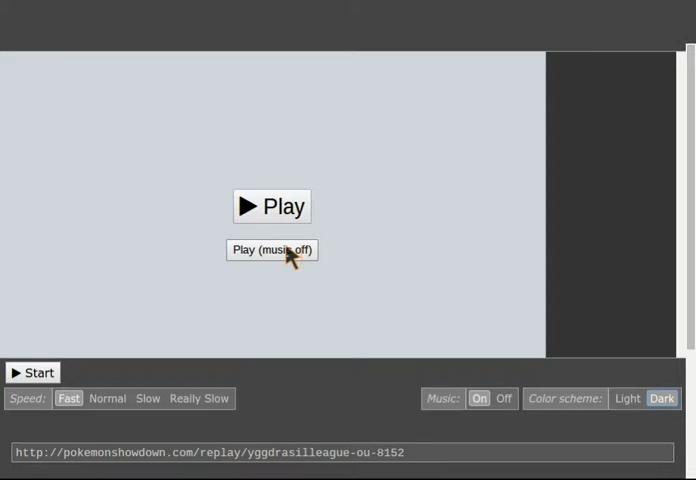 Play
Play (music off)
Start
Speed: Fast Normal Slow Really Slow Music: On Off Color scheme: Light Dark
http://pokemonshowdown.com/replay/yggdrasilleague-ou-8152